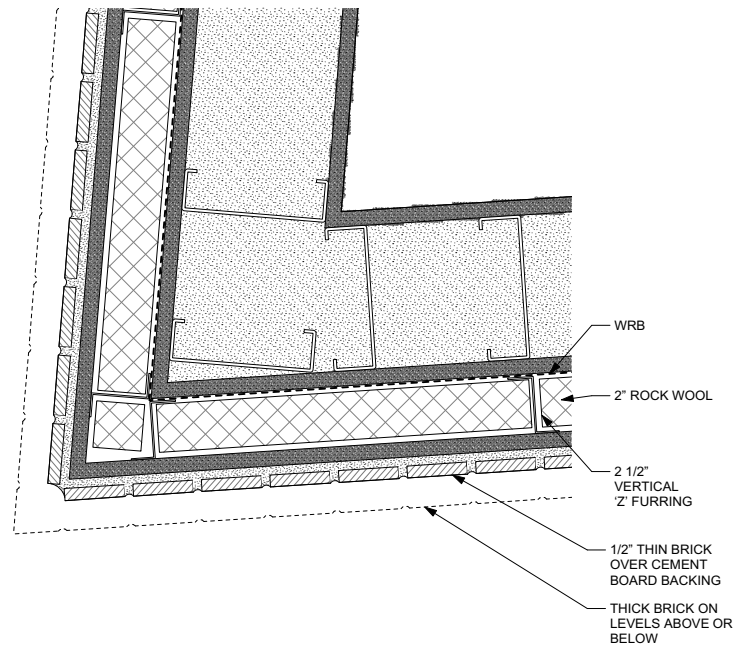 WRB
2" ROCK WOOL
2 1/2"
VERTICAL
'Z' FURRING
1/2" THIN BRICK
OVER CEMENT
BOARD BACKING
THICK BRICK ON
LEVELS ABOVE OR
BELOW